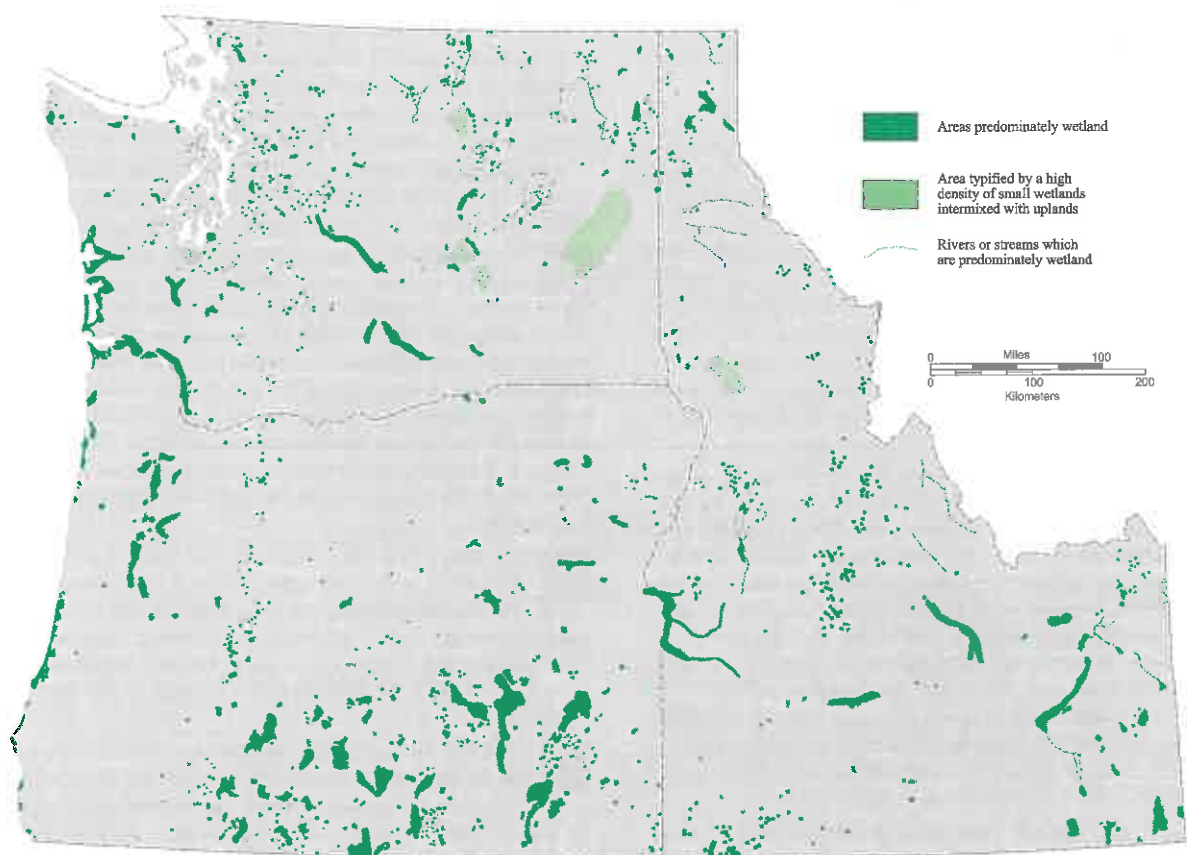 Areas predominately wetland
Area typified by a high
density of small wetlands
intermixed with uplands
Rivers or streams which
are predominately wetland
0 Miles 100
0 100 200
Kilometers